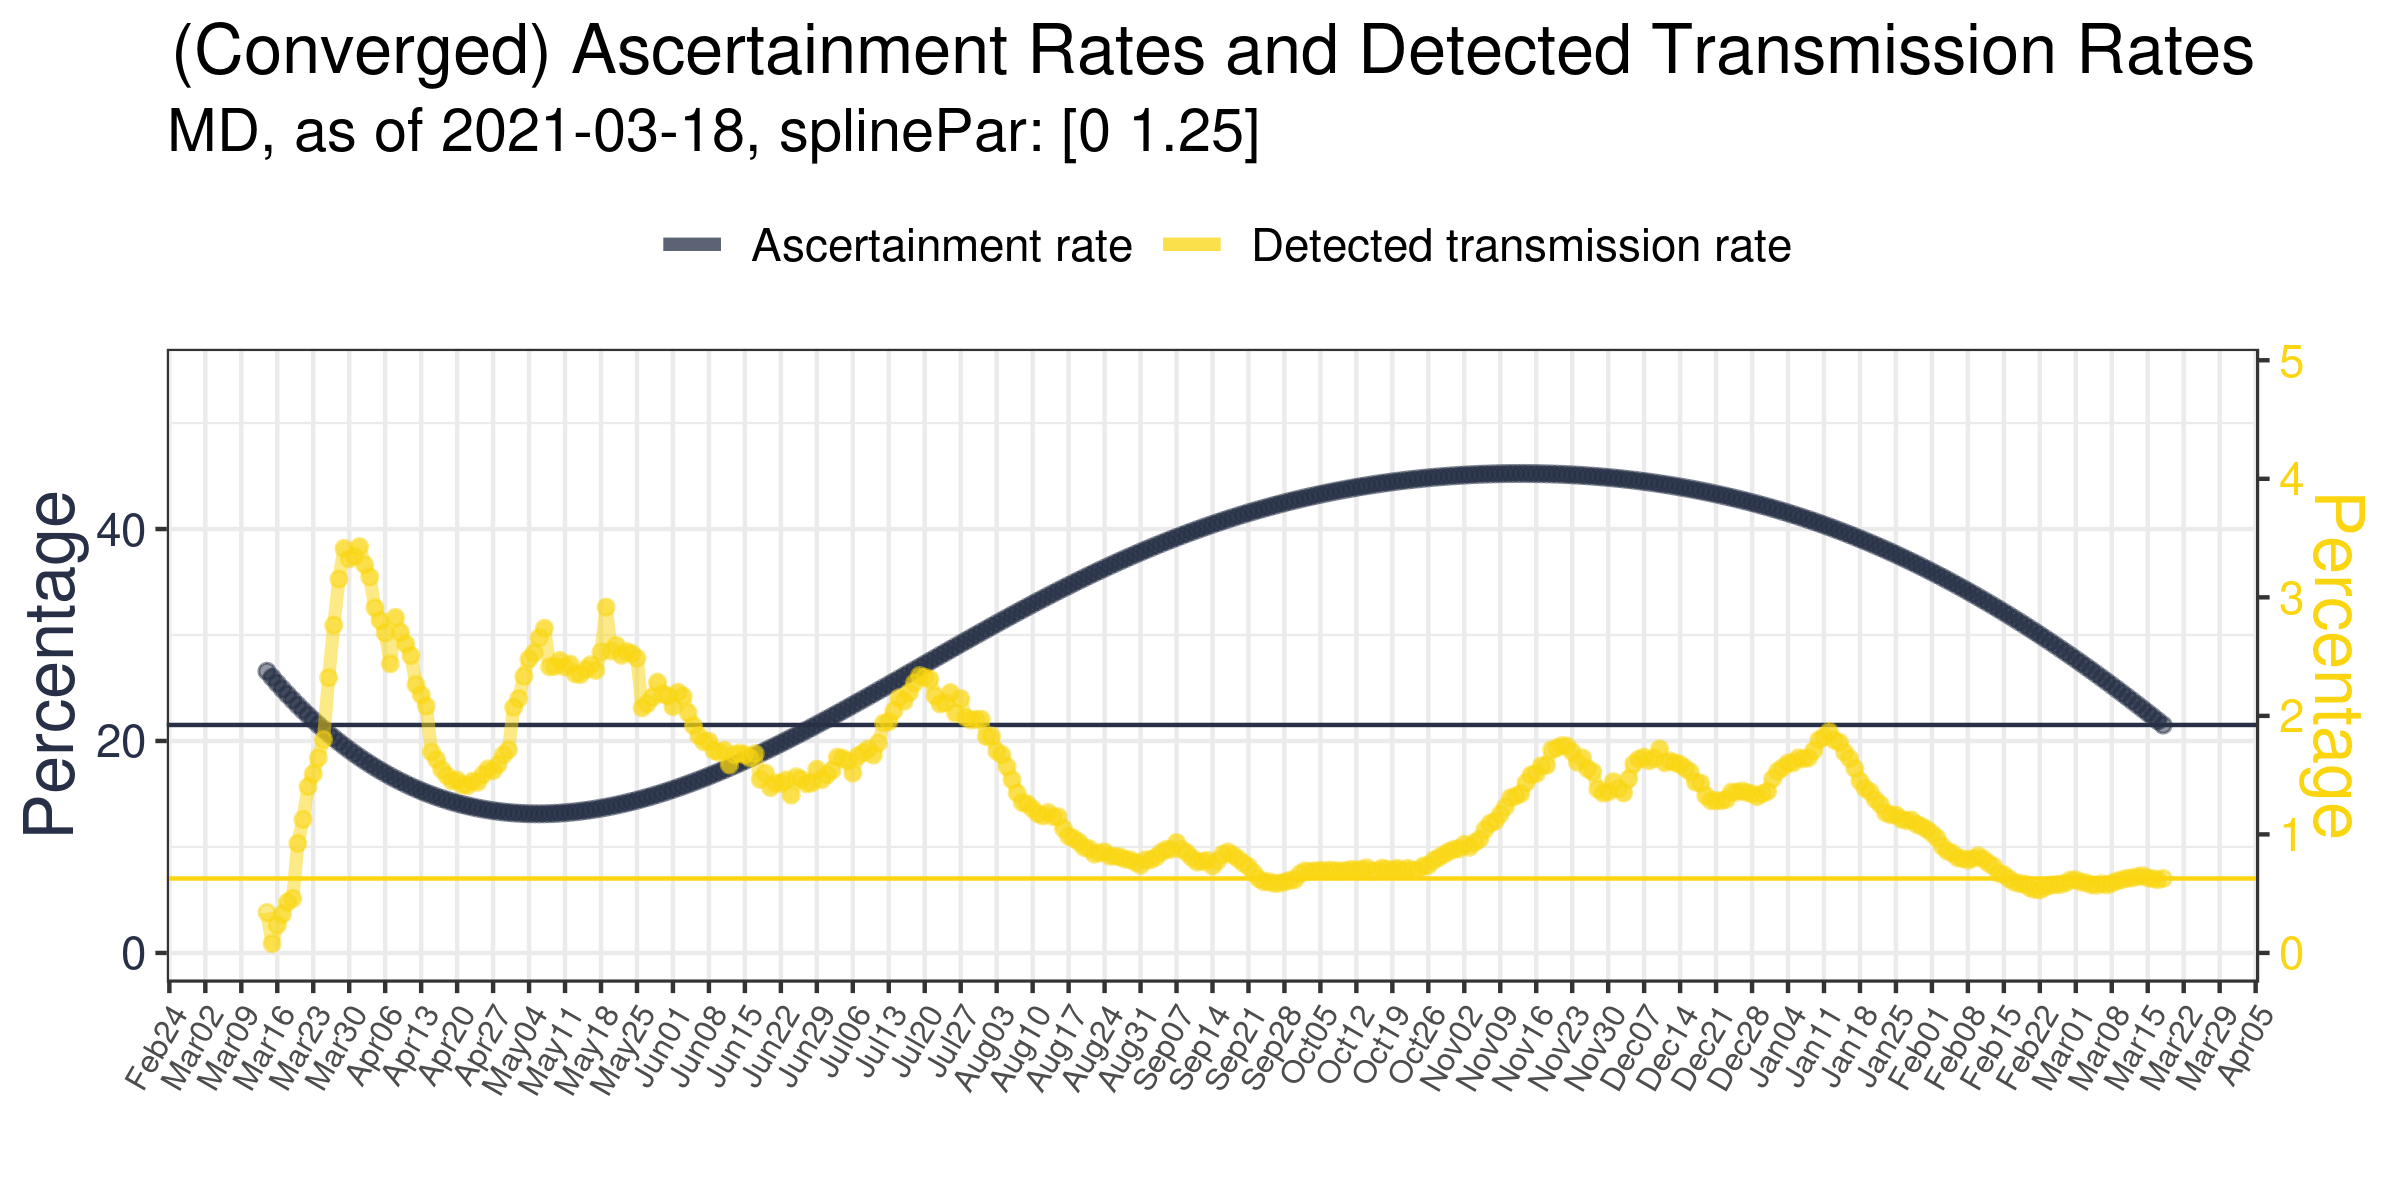 (Converged) Ascertainment Rates and Detected Transmission Rates
MD, as of 2021-03-18, splinePar: [0 1.25]
Ascertainment rate Detected transmission rate
Percentage
40
20
0
5
4
3
2
1
0
Percentage
Feb24 Mar02 Mar09 Mar16 Mar23 Mar30 Apr06 Apr13 Apr20 Apr27 May04 May11 May18 May25 Jun01 Jun08 Jun15 Jun22 Jun29 Jul06 Jul13 Jul20 Jul27 Aug03 Aug10 Aug17 Aug24 Aug31 Sep07 Sep14 Sep21 Sep28 Oct05 Oct12 Oct19 Oct26 Nov02 Nov09 Nov16 Nov23 Nov30 Dec07 Dec14 Dec21 Dec28 Jan04 Jan11 Jan18 Jan25 Feb01 Feb08 Feb15 Feb22 Mar01 Mar08 Mar15 Mar22 Mar29 Apr05